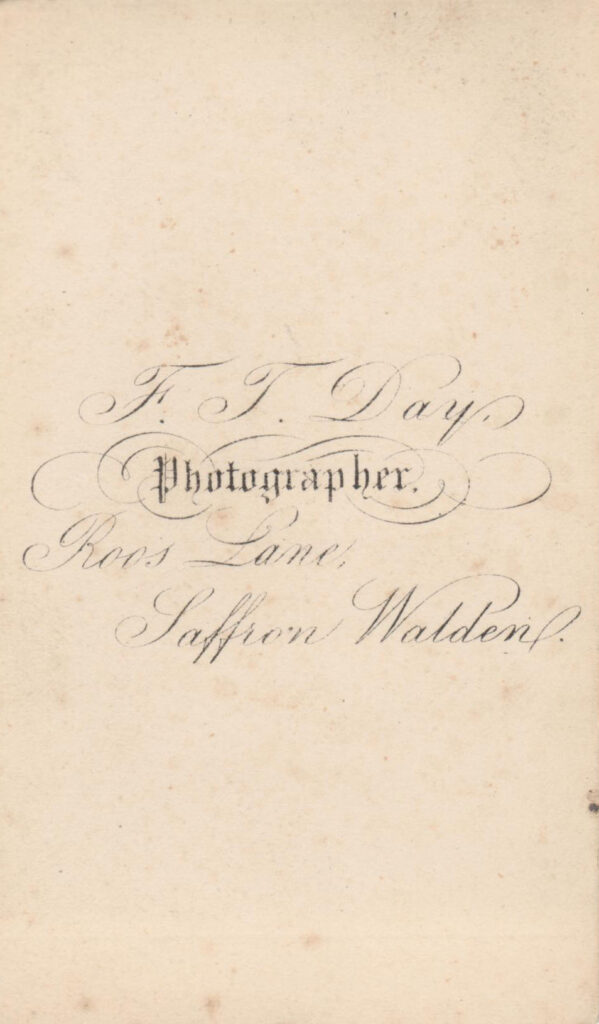 F. T. Day,
Photographer.
Roos Lane,
Saffron Walden.